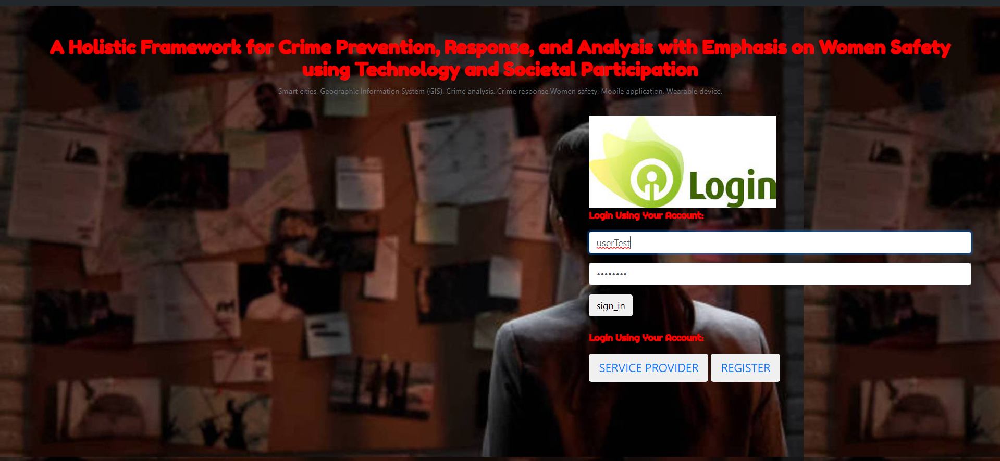 A Holistic Framework for Crime Prevention, Response, and Analysis with Emphasis on Women Safety
using Technology and Societal Participation
Smart cities, Geographic Information System (GIS), Crime analysis, Crime response,Women safety, Mobile application, Wearable device.
Login
Login Using Your Account:
userTest
••••••••
sign_in
Login Using Your Account:
SERVICE PROVIDER REGISTER